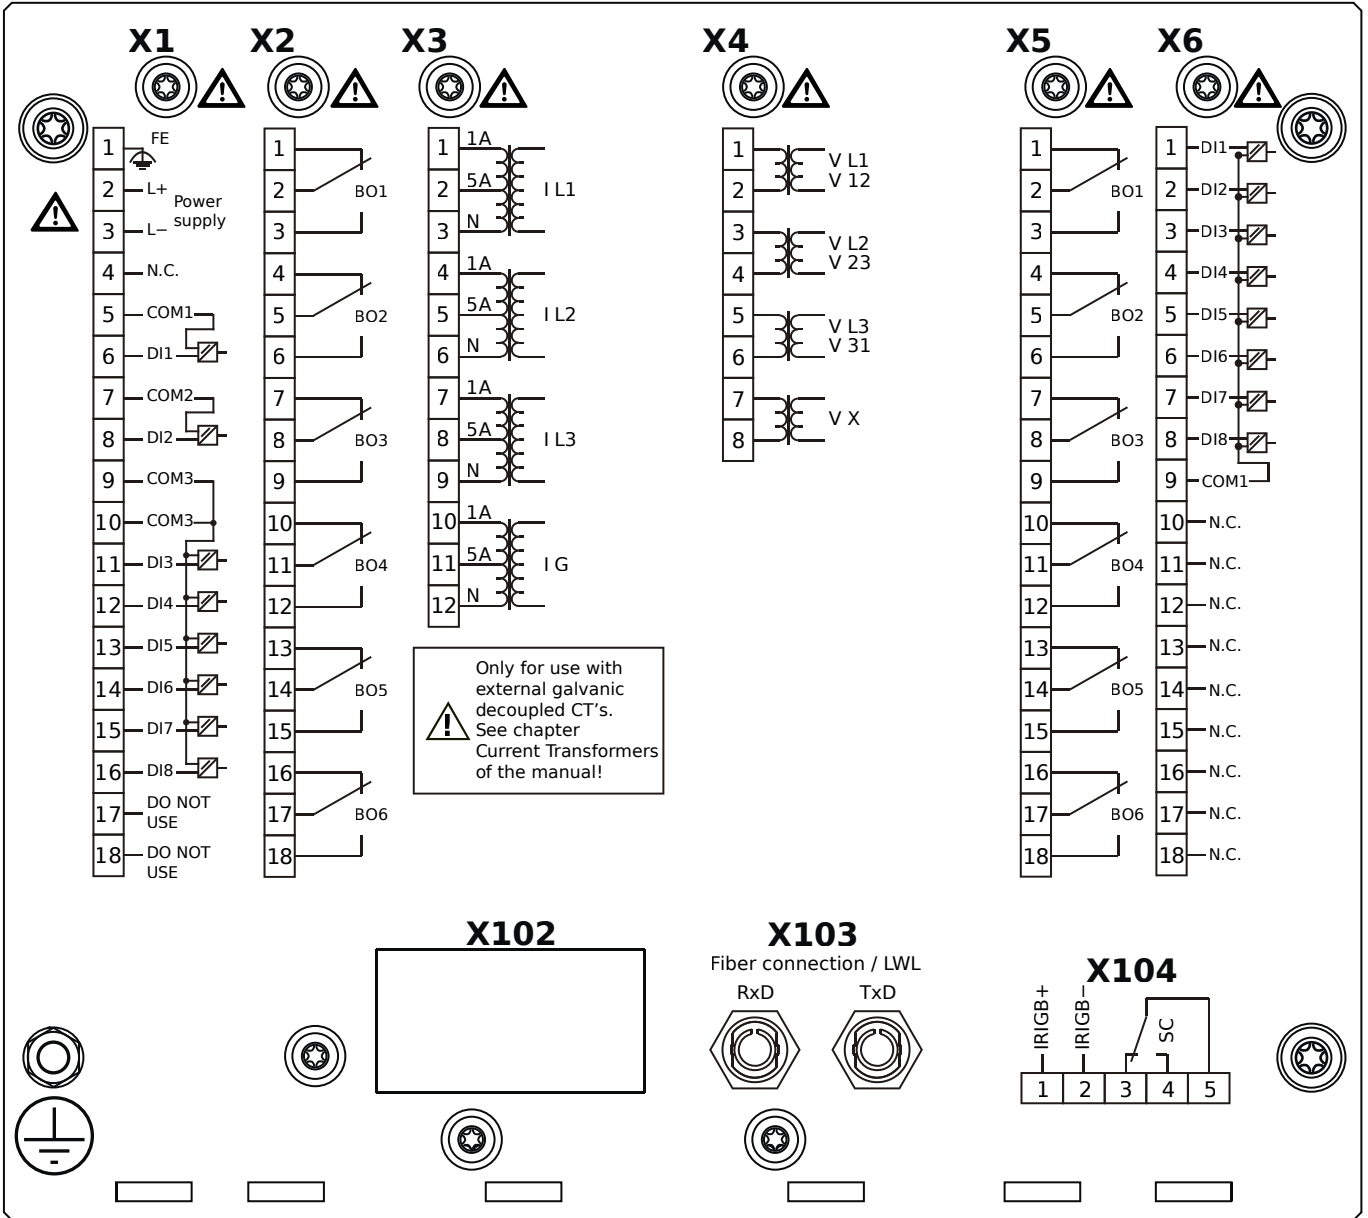 X1 X2 X3 X4 X5 X6
1 FE
2 L+
Power
supply
3 L−
4 N.C.
5 COM1
6 DI1
7 COM2
8 DI2
9 COM3
10 COM3
11 DI3
12 DI4
13 DI5
14 DI6
15 DI7
16 DI8
17 DO NOT
USE
18 DO NOT
USE
1
2 BO1
3
4
5 BO2
6
7
8 BO3
9
10
11 BO4
12
13
14 BO5
15
16
17 BO6
18
1 1A
2 5A I L1
3 N
4 1A
5 5A I L2
6 N
7 1A
8 5A I L3
9 N
10 1A
11 5A I G
12 N
Only for use with
external galvanic
decoupled CT's.
See chapter
Current Transformers
of the manual!
1 V L1
2 V 12
3 V L2
4 V 23
5 V L3
6 V 31
7 V X
8
1
2 BO1
3
4
5 BO2
6
7
8 BO3
9
10
11 BO4
12
13
14 BO5
15
16
17 BO6
18
1 DI1
2 DI2
3 DI3
4 DI4
5 DI5
6 DI6
7 DI7
8 DI8
9 COM1
10 N.C.
11 N.C.
12 N.C.
13 N.C.
14 N.C.
15 N.C.
16 N.C.
17 N.C.
18 N.C.
X102
X103
Fiber connection / LWL
RxD TxD
X104
IRIGB+ IRIGB− SC
1 2 3 4 5